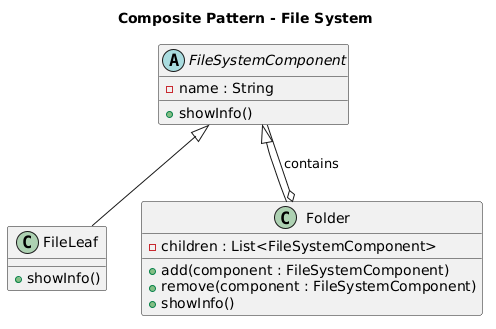 Composite Pattern - File System
A FileSystemComponent
name : String
showInfo()
contains
C FileLeaf
showInfo()
C Folder
children : List<FileSystemComponent>
add(component : FileSystemComponent)
remove(component : FileSystemComponent)
showInfo()